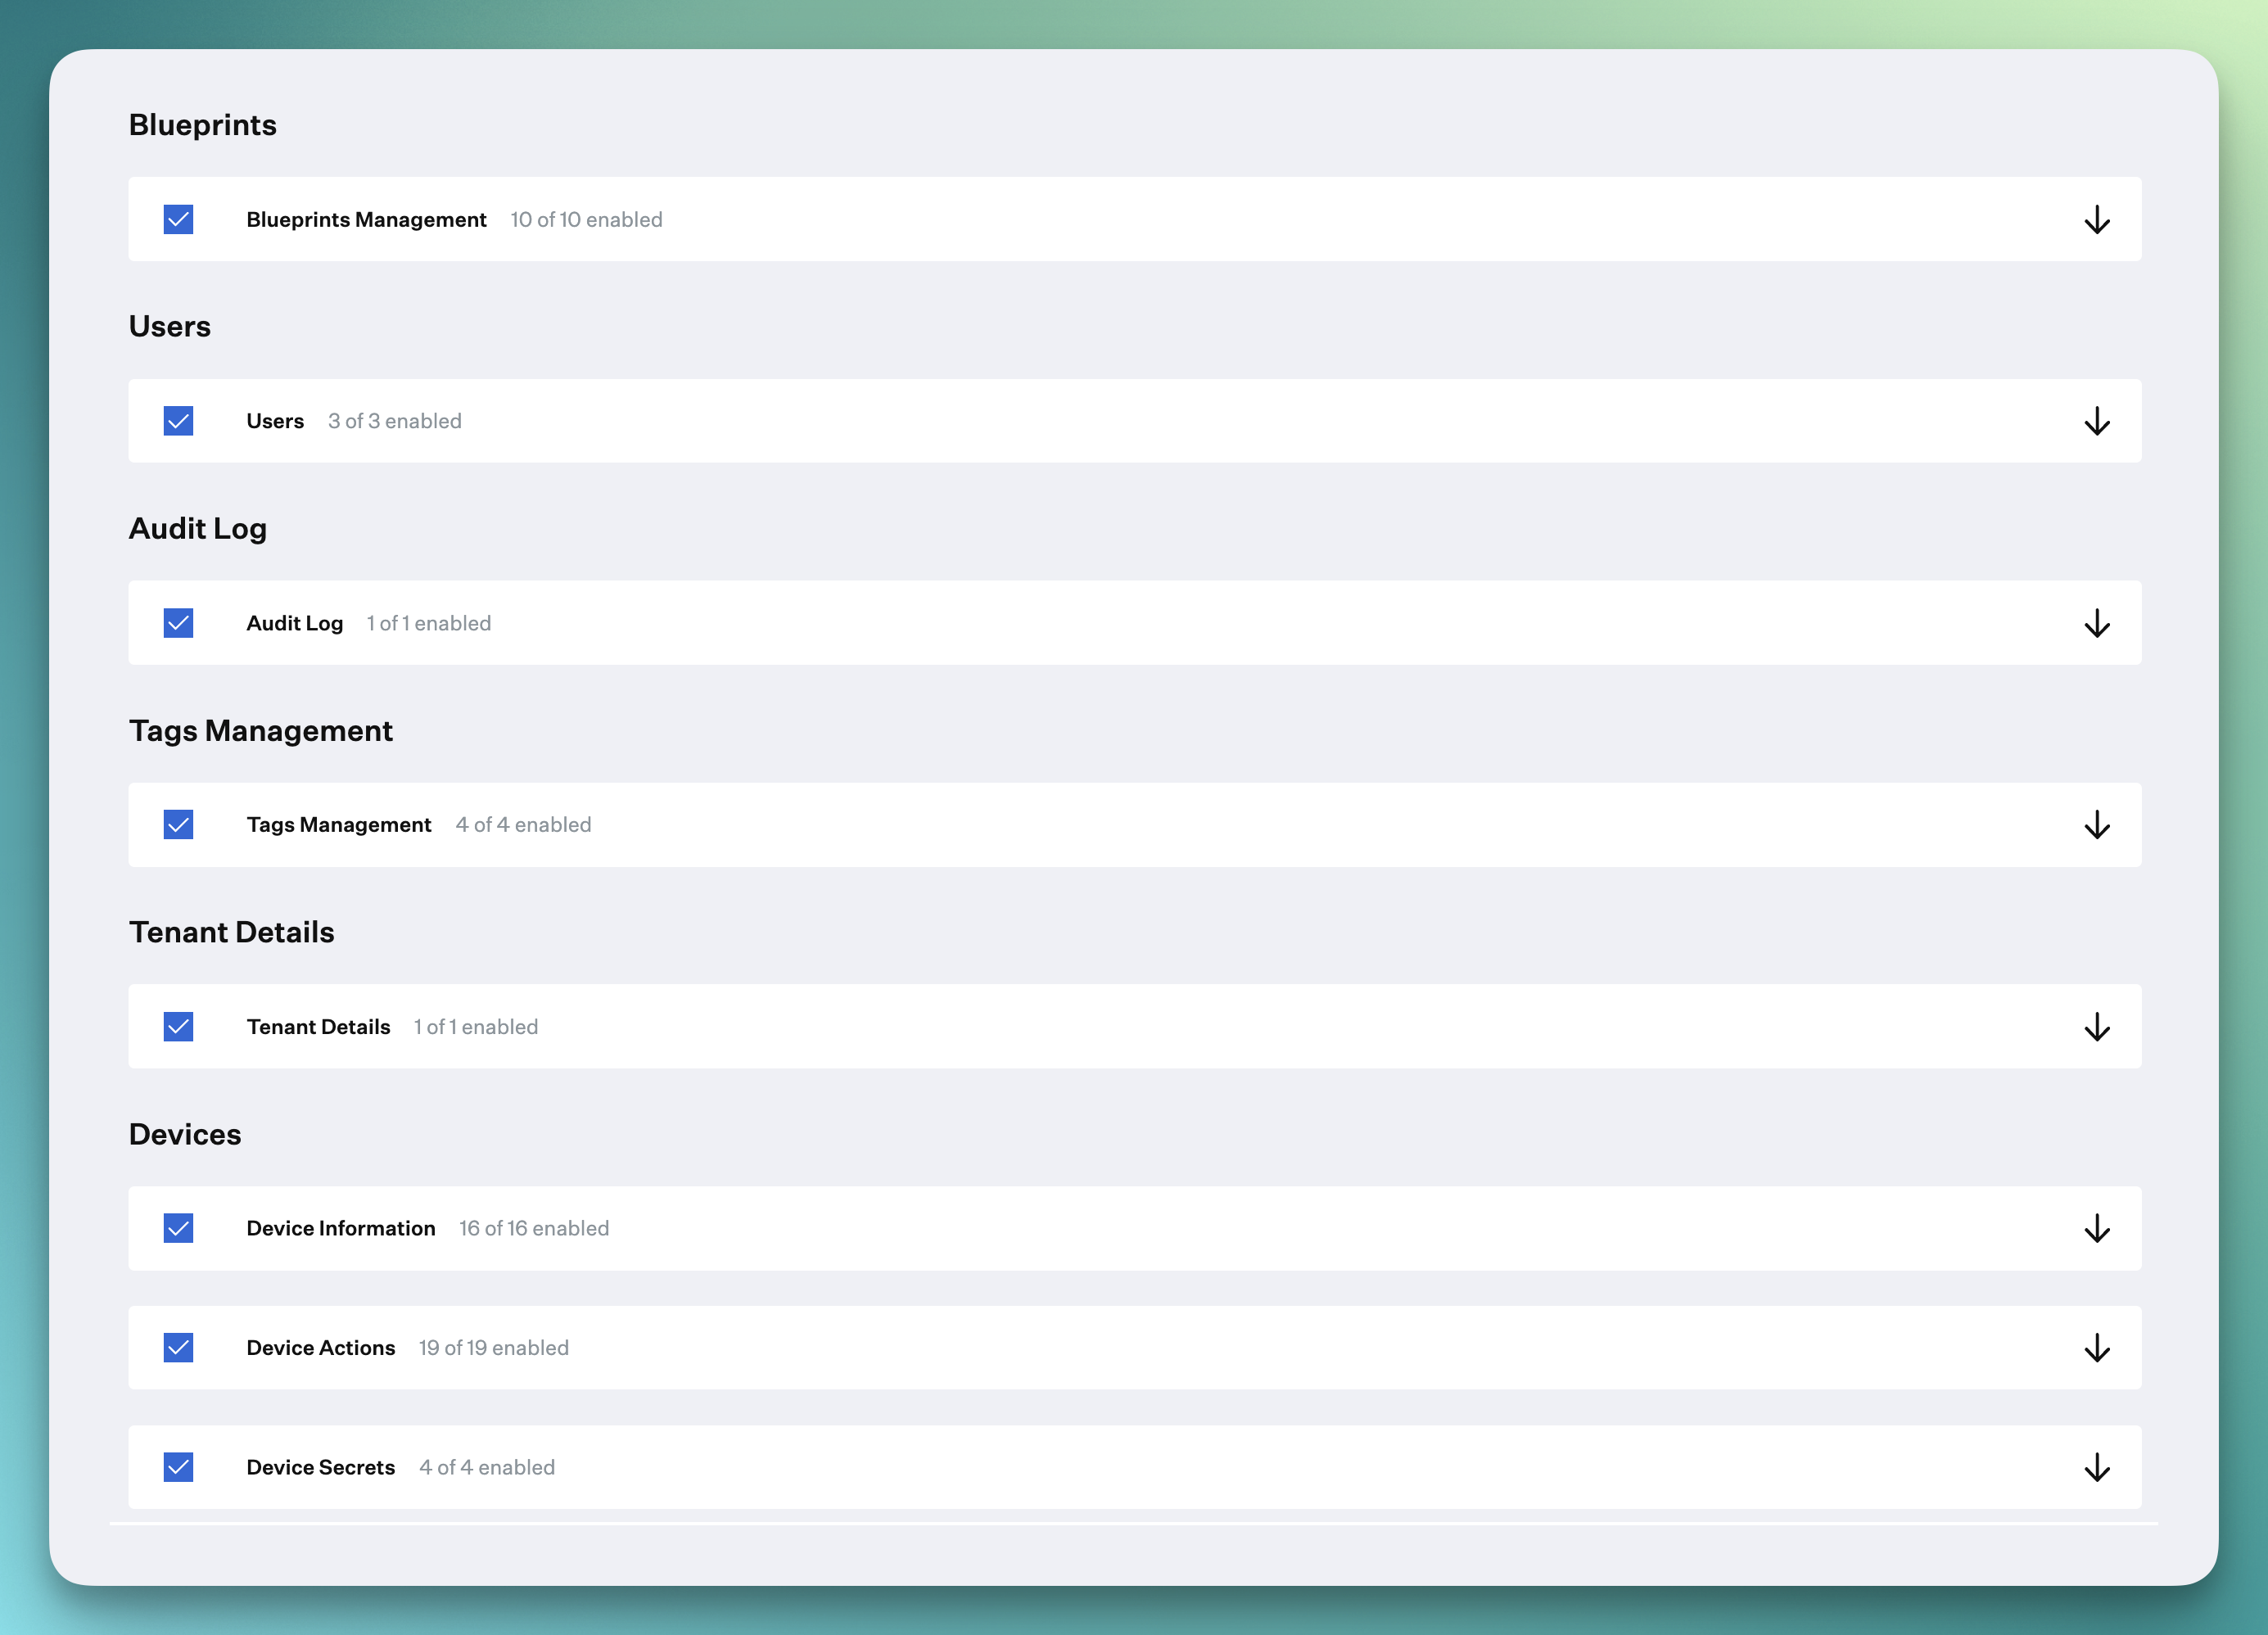 Blueprints
Blueprints Management 10 of 10 enabled
Users
Users 3 of 3 enabled
Audit Log
Audit Log 1 of 1 enabled
Tags Management
Tags Management 4 of 4 enabled
Tenant Details
Tenant Details 1 of 1 enabled
Devices
Device Information 16 of 16 enabled
Device Actions 19 of 19 enabled
Device Secrets 4 of 4 enabled